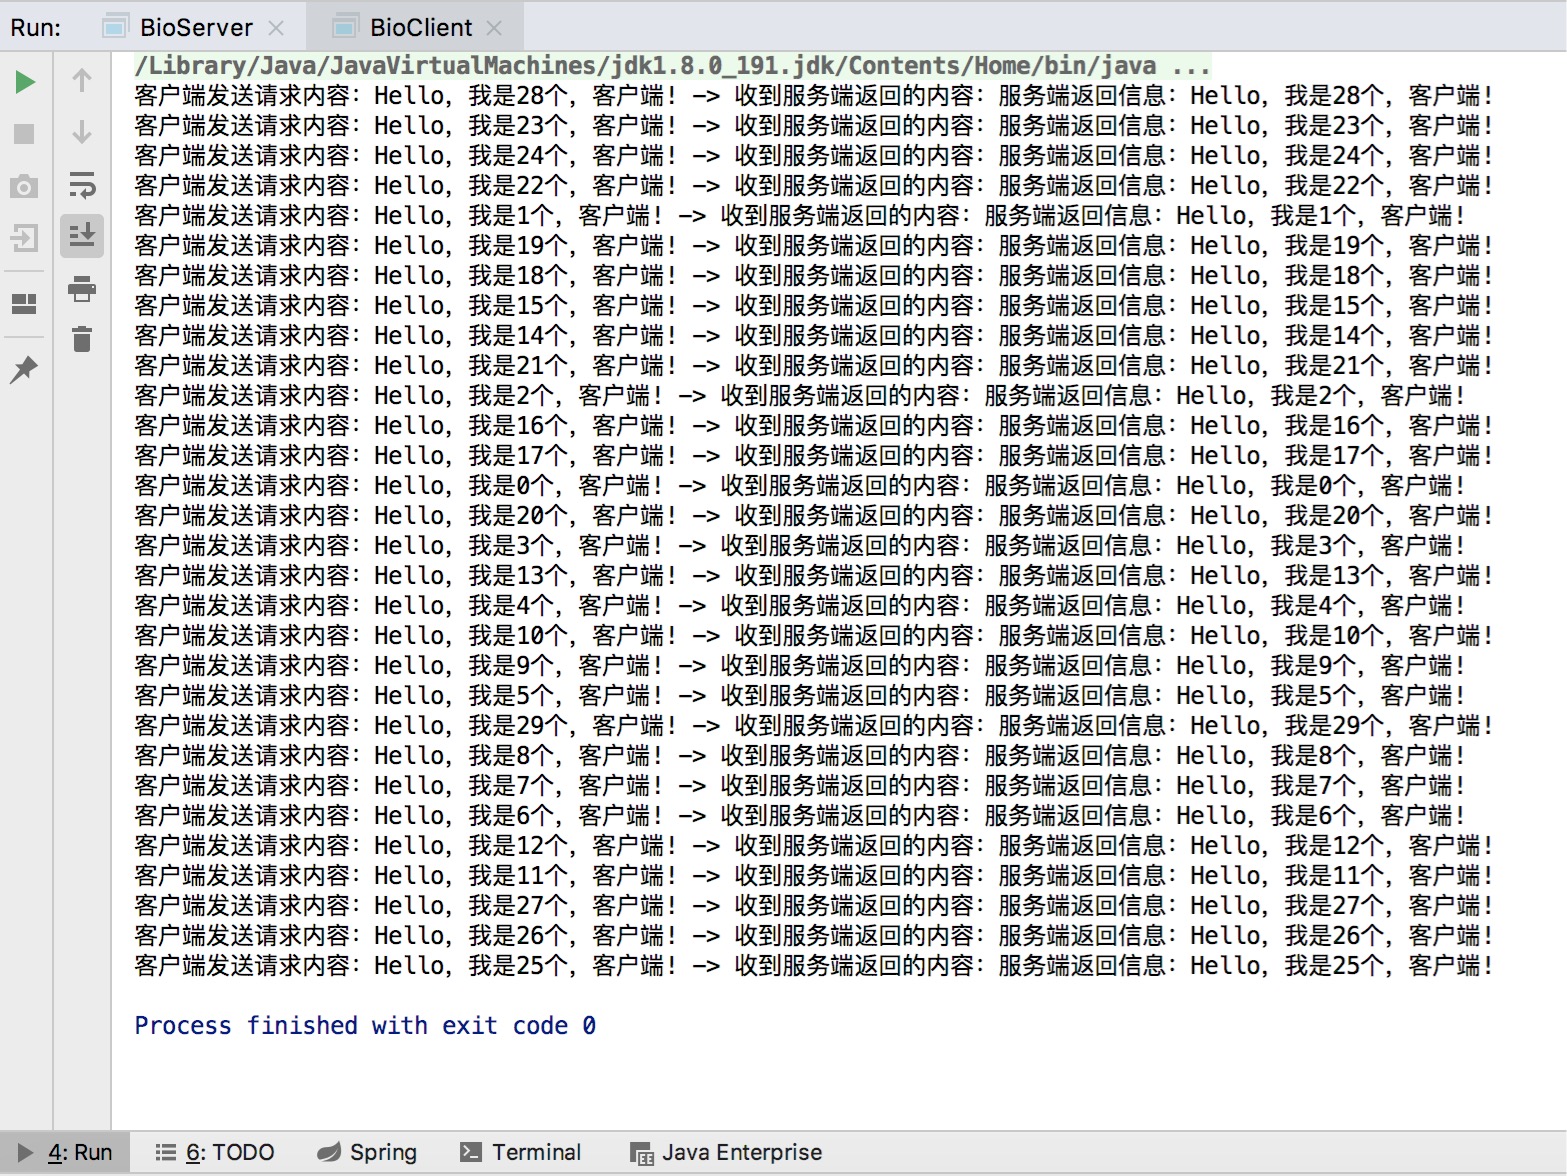 Run: BioServer BioClient
/Library/Java/JavaVirtualMachines/jdk1.8.0_191.jdk/Contents/Home/bin/java ...
客户端发送请求内容：Hello，我是28个，客户端！ -> 收到服务端返回的内容：服务端返回信息：Hello，我是28个，客户端！
客户端发送请求内容：Hello，我是23个，客户端！ -> 收到服务端返回的内容：服务端返回信息：Hello，我是23个，客户端！
客户端发送请求内容：Hello，我是24个，客户端！ -> 收到服务端返回的内容：服务端返回信息：Hello，我是24个，客户端！
客户端发送请求内容：Hello，我是22个，客户端！ -> 收到服务端返回的内容：服务端返回信息：Hello，我是22个，客户端！
客户端发送请求内容：Hello，我是1个，客户端！ -> 收到服务端返回的内容：服务端返回信息：Hello，我是1个，客户端！
客户端发送请求内容：Hello，我是19个，客户端！ -> 收到服务端返回的内容：服务端返回信息：Hello，我是19个，客户端！
客户端发送请求内容：Hello，我是18个，客户端！ -> 收到服务端返回的内容：服务端返回信息：Hello，我是18个，客户端！
客户端发送请求内容：Hello，我是15个，客户端！ -> 收到服务端返回的内容：服务端返回信息：Hello，我是15个，客户端！
客户端发送请求内容：Hello，我是14个，客户端！ -> 收到服务端返回的内容：服务端返回信息：Hello，我是14个，客户端！
客户端发送请求内容：Hello，我是21个，客户端！ -> 收到服务端返回的内容：服务端返回信息：Hello，我是21个，客户端！
客户端发送请求内容：Hello，我是2个，客户端！ -> 收到服务端返回的内容：服务端返回信息：Hello，我是2个，客户端！
客户端发送请求内容：Hello，我是16个，客户端！ -> 收到服务端返回的内容：服务端返回信息：Hello，我是16个，客户端！
客户端发送请求内容：Hello，我是17个，客户端！ -> 收到服务端返回的内容：服务端返回信息：Hello，我是17个，客户端！
客户端发送请求内容：Hello，我是0个，客户端！ -> 收到服务端返回的内容：服务端返回信息：Hello，我是0个，客户端！
客户端发送请求内容：Hello，我是20个，客户端！ -> 收到服务端返回的内容：服务端返回信息：Hello，我是20个，客户端！
客户端发送请求内容：Hello，我是3个，客户端！ -> 收到服务端返回的内容：服务端返回信息：Hello，我是3个，客户端！
客户端发送请求内容：Hello，我是13个，客户端！ -> 收到服务端返回的内容：服务端返回信息：Hello，我是13个，客户端！
客户端发送请求内容：Hello，我是4个，客户端！ -> 收到服务端返回的内容：服务端返回信息：Hello，我是4个，客户端！
客户端发送请求内容：Hello，我是10个，客户端！ -> 收到服务端返回的内容：服务端返回信息：Hello，我是10个，客户端！
客户端发送请求内容：Hello，我是9个，客户端！ -> 收到服务端返回的内容：服务端返回信息：Hello，我是9个，客户端！
客户端发送请求内容：Hello，我是5个，客户端！ -> 收到服务端返回的内容：服务端返回信息：Hello，我是5个，客户端！
客户端发送请求内容：Hello，我是29个，客户端！ -> 收到服务端返回的内容：服务端返回信息：Hello，我是29个，客户端！
客户端发送请求内容：Hello，我是8个，客户端！ -> 收到服务端返回的内容：服务端返回信息：Hello，我是8个，客户端！
客户端发送请求内容：Hello，我是7个，客户端！ -> 收到服务端返回的内容：服务端返回信息：Hello，我是7个，客户端！
客户端发送请求内容：Hello，我是6个，客户端！ -> 收到服务端返回的内容：服务端返回信息：Hello，我是6个，客户端！
客户端发送请求内容：Hello，我是12个，客户端！ -> 收到服务端返回的内容：服务端返回信息：Hello，我是12个，客户端！
客户端发送请求内容：Hello，我是11个，客户端！ -> 收到服务端返回的内容：服务端返回信息：Hello，我是11个，客户端！
客户端发送请求内容：Hello，我是27个，客户端！ -> 收到服务端返回的内容：服务端返回信息：Hello，我是27个，客户端！
客户端发送请求内容：Hello，我是26个，客户端！ -> 收到服务端返回的内容：服务端返回信息：Hello，我是26个，客户端！
客户端发送请求内容：Hello，我是25个，客户端！ -> 收到服务端返回的内容：服务端返回信息：Hello，我是25个，客户端！
Process finished with exit code 0
4: Run 6: TODO Spring Terminal Java Enterprise